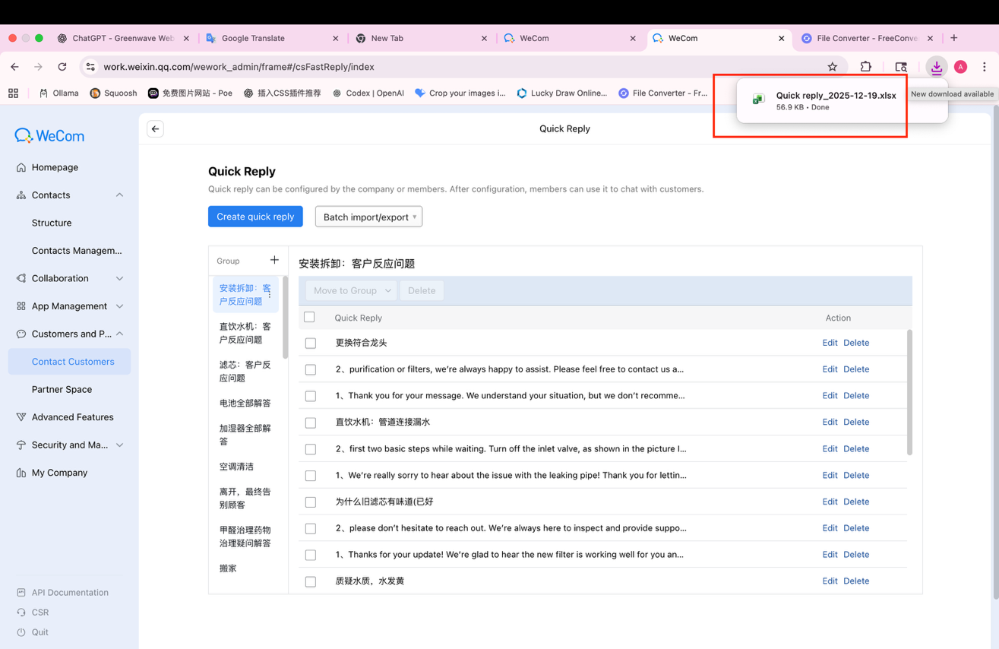 ChatGPT - Greenwave Web
Google Translate
New Tab
WeCom
WeCom
File Converter - FreeConve
work.weixin.qq.com/wework_admin/frame#/csFastReply/index
A
Ollama
Squoosh
免费图片网站 - Poe
插入CSS插件推荐
Codex | OpenAI
Crop your images i...
Lucky Draw Online...
File Converter - Fr...
Quick reply_2025-12-19.xlsx
56.9 KB • Done
New download available
WeCom
Homepage
Contacts
Structure
Contacts Managem...
Collaboration
App Management
Customers and P...
Contact Customers
Partner Space
Advanced Features
Security and Ma...
My Company
API Documentation
CSR
Quit
Quick Reply
Quick Reply
Quick reply can be configured by the company or members. After configuration, members can use it to chat with customers.
Create quick reply
Batch import/export
Group
安装拆卸：客
户反应问题
直饮水机：客
户反应问题
滤芯：客户反
应问题
电池全部解答
加湿器全部解
答
空调清洁
离开，最终告
别顾客
甲醛治理药物
治理疑问解答
搬家
安装拆卸：客户反应问题
Move to Group
Delete
Quick Reply
Action
更换符合龙头
Edit Delete
2、purification or filters, we're always happy to assist. Please feel free to contact us a...
Edit Delete
1、Thank you for your message. We understand your situation, but we don't recomme...
Edit Delete
直饮水机：管道连接漏水
Edit Delete
2、first two basic steps while waiting. Turn off the inlet valve, as shown in the picture I...
Edit Delete
1、We're really sorry to hear about the issue with the leaking pipe! Thank you for lettin...
Edit Delete
为什么旧滤芯有味道(已好
Edit Delete
2、please don't hesitate to reach out. We're always here to inspect and provide suppo...
Edit Delete
1、Thanks for your update! We're glad to hear the new filter is working well for you an...
Edit Delete
质疑水质，水发黄
Edit Delete